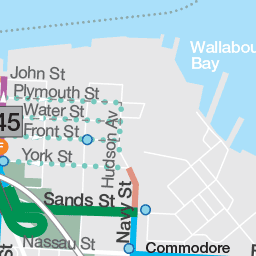 Wallabou
Bay
John St
Plymouth St
Water St
45
Front St
York St
Hudson Av
Sands St
Navy St
Nassau St
Commodore